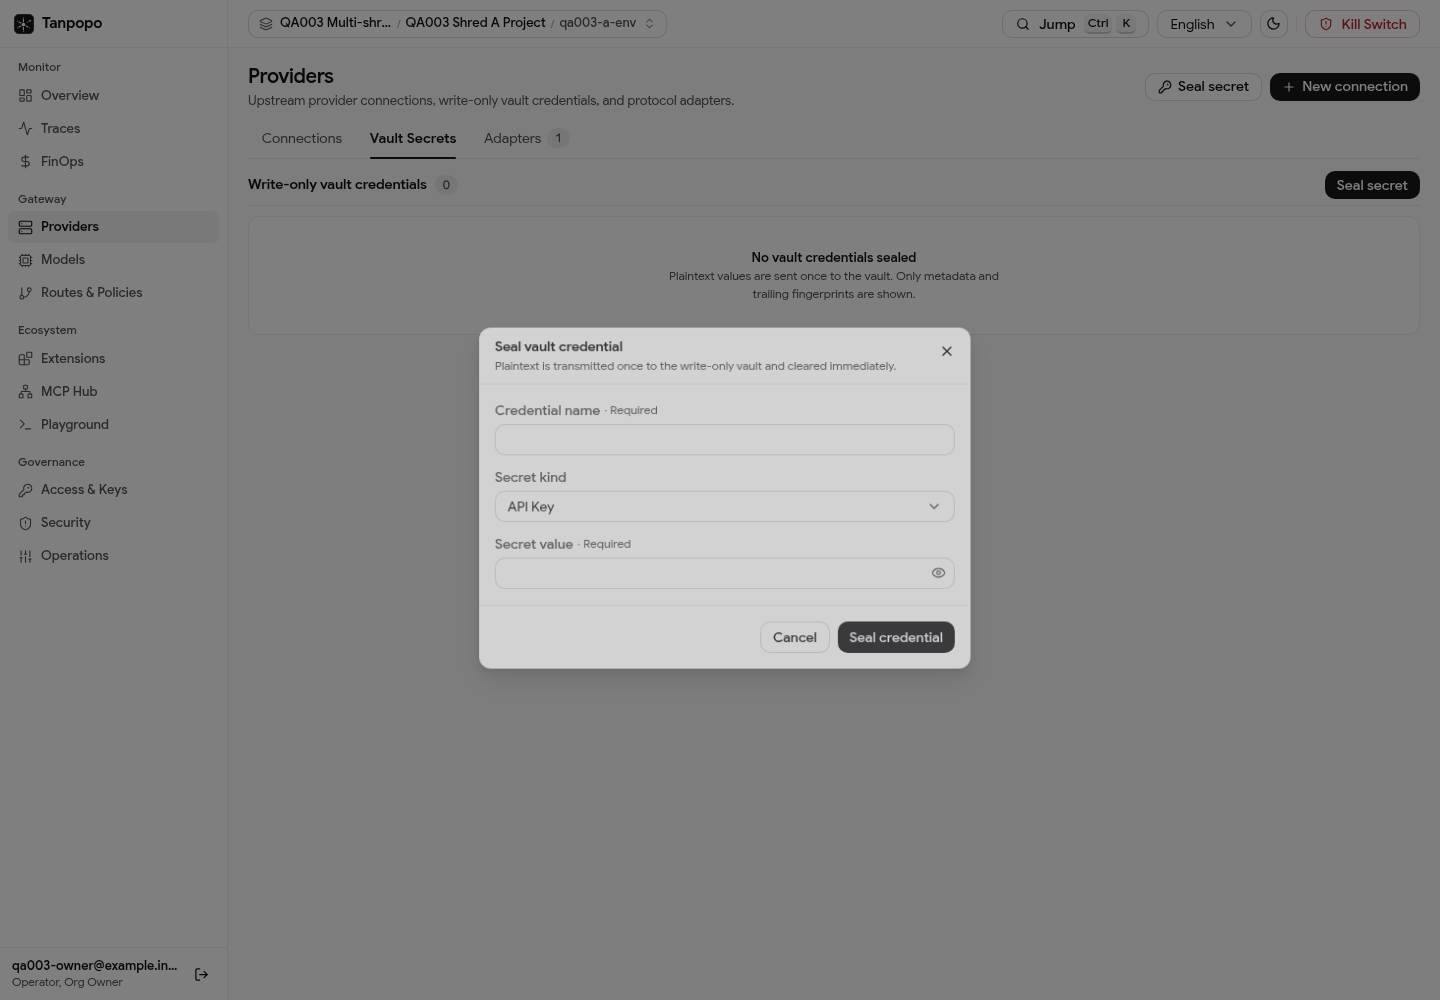 Tanpopo
QA003 Multi-shr... / QA003 Shred A Project / qa003-a-env
Jump Ctrl K
English
Kill Switch
Monitor
Overview
Traces
FinOps
Gateway
Providers
Models
Routes & Policies
Ecosystem
Extensions
MCP Hub
Playground
Governance
Access & Keys
Security
Operations
qa003-owner@example.in...
Operator, Org Owner
Providers
Upstream provider connections, write-only vault credentials, and protocol adapters.
Seal secret
New connection
Connections
Vault Secrets
Adapters 1
Write-only vault credentials 0
Seal secret
No vault credentials sealed
Plaintext values are sent once to the vault. Only metadata and
trailing fingerprints are shown.
Seal vault credential
Plaintext is transmitted once to the write-only vault and cleared immediately.
Credential name · Required
Secret kind
API Key
Secret value · Required
Cancel
Seal credential